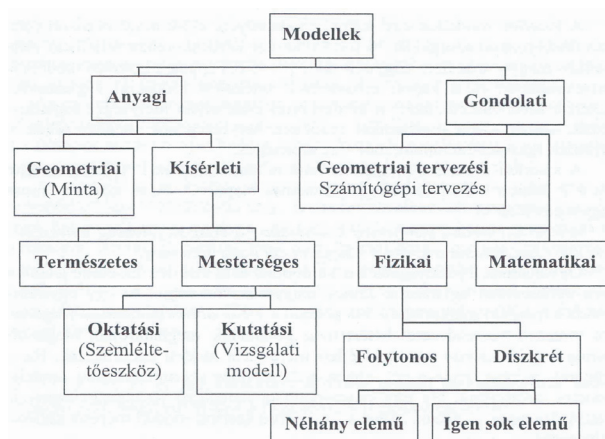 Modellek
Anyagi
Gondolati
Geometriai
(Minta)
Kísérleti
Geometriai tervezési
Számítógépi tervezés
Természetes
Mesteséges
Fizikai
Matematikai
Oktatási
(Szemlélte-
tőeszköz)
Kutatási
(Vizsgálati
modell)
Folytonos
Diszkrét
Néhány elemű
Igen sok elemű